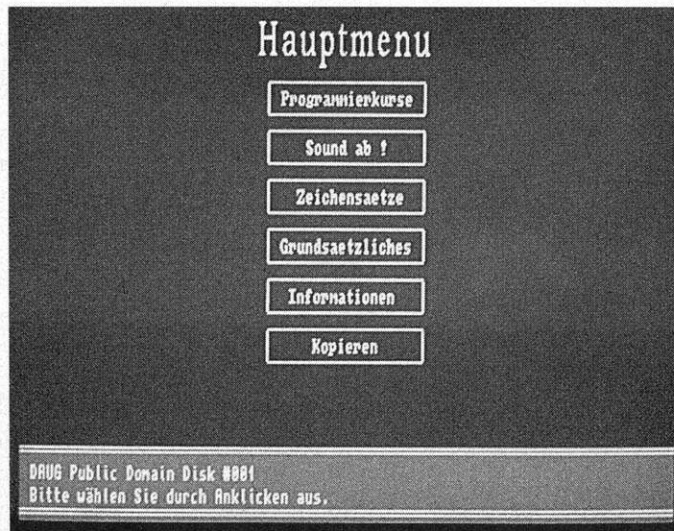 Hauptmenu
Programmierkurse
Sound ab !
Zeichensaetze
Grundsaetzliches
Informationen
Kopieren
DAUG Public Domain Disk #001
Bitte wählen Sie durch Anklicken aus.